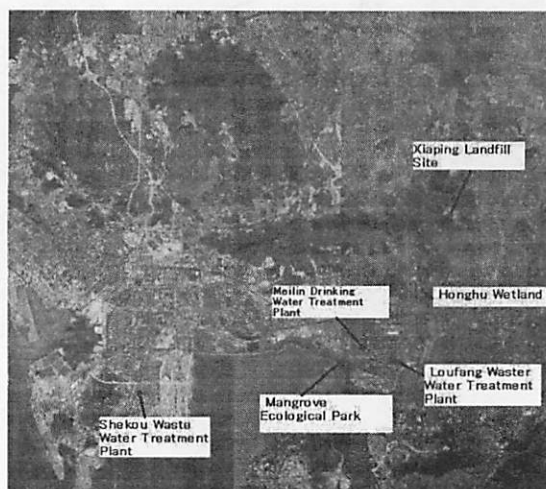 Xiaping Landfill
Site
Meilin Drinking
Water Treatment
Plant
Honghu Wetland
Loufang Waster
Water Treatment
Plant
Mangrove
Ecological Park
Shekou Waste
Water Treatment
Plant